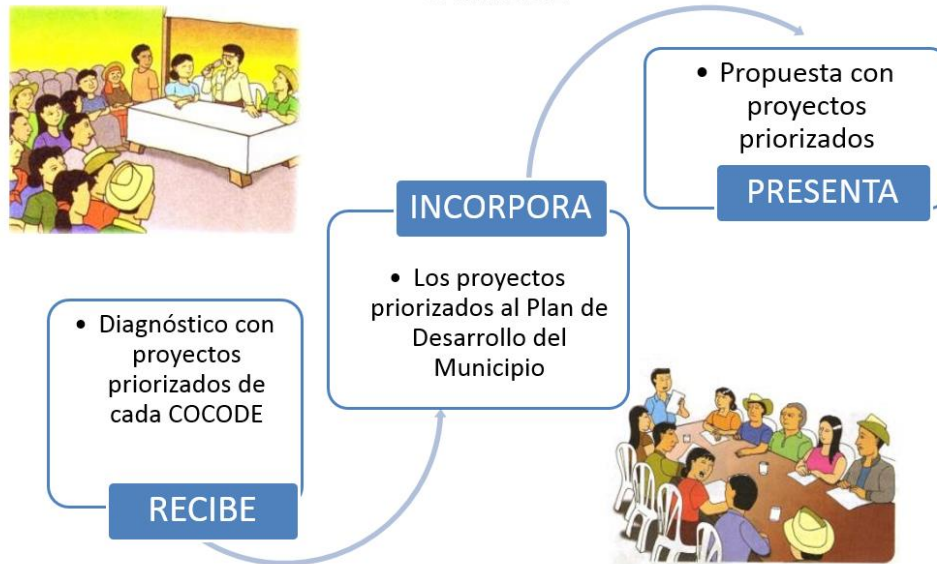 • Diagnóstico con
proyectos
priorizados de
cada COCODE
RECIBE
INCORPORA
• Los proyectos
priorizados al Plan de
Desarrollo del
Municipio
• Propuesta con
proyectos
priorizados
PRESENTA